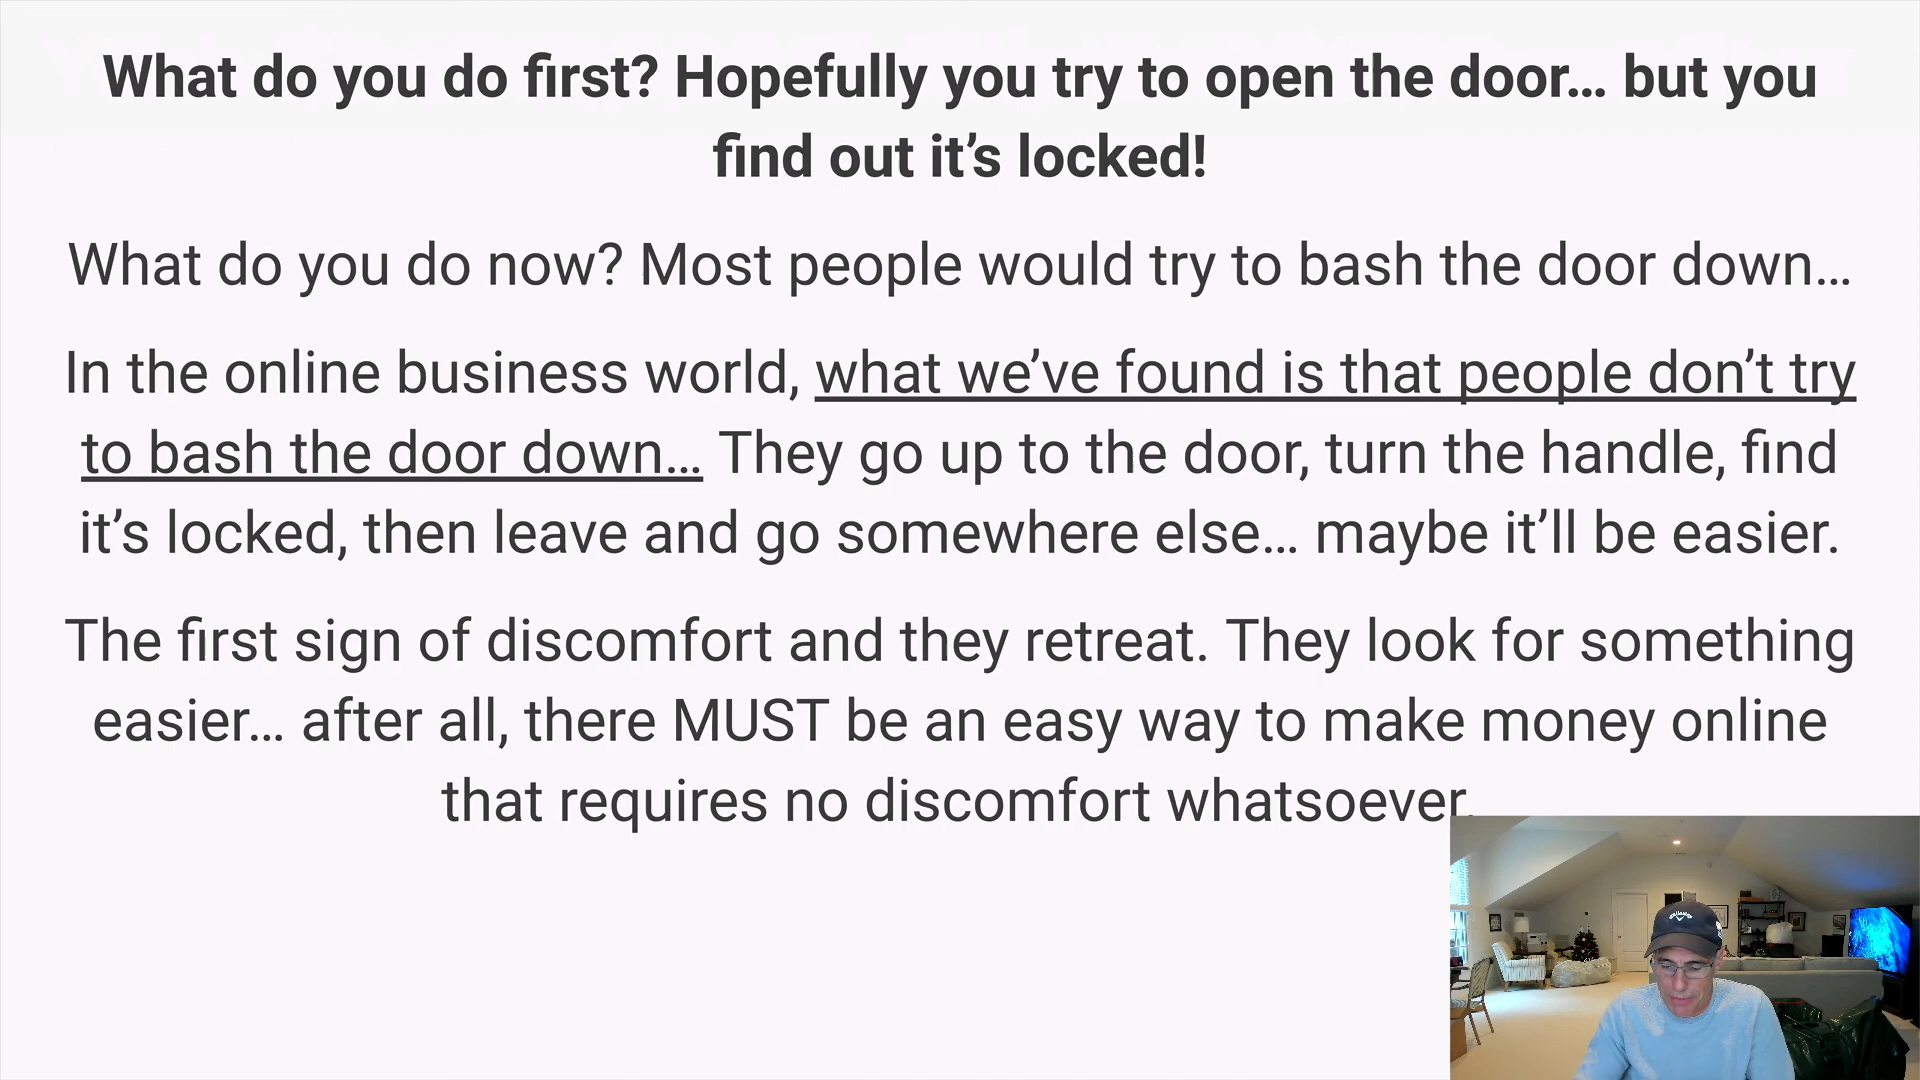 What do you do first? Hopefully you try to open the door… but you
find out it’s locked!
What do you do now? Most people would try to bash the door down…
In the online business world, what we’ve found is that people don’t try
to bash the door down… They go up to the door, turn the handle, find
it’s locked, then leave and go somewhere else… maybe it’ll be easier.
The first sign of discomfort and they retreat. They look for something
easier… after all, there MUST be an easy way to make money online
that requires no discomfort whatsoever.